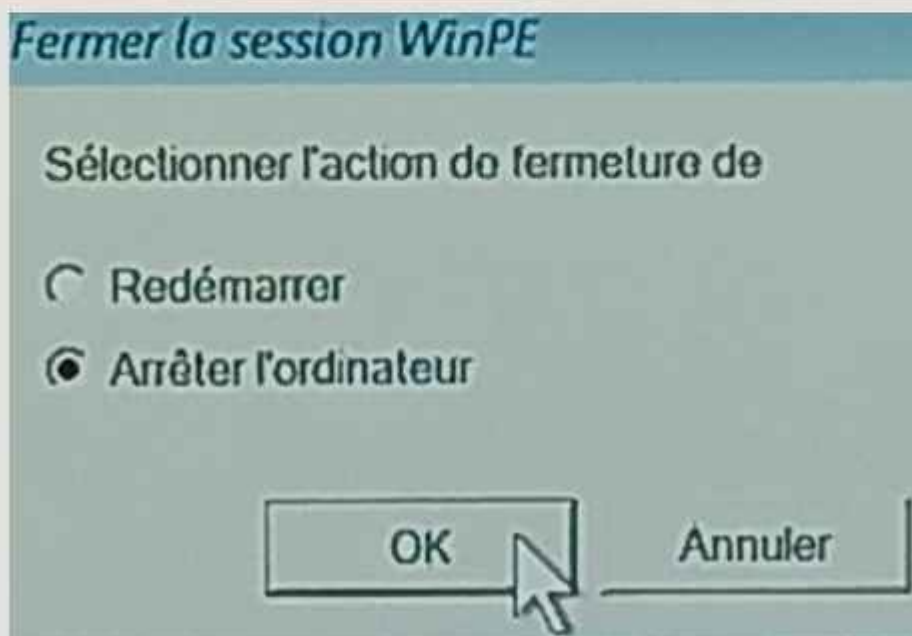 Fermer la session WinPE
Sélectionner l'action de fermeture de
Redémarrer
Arrêter l'ordinateur
OK Annuler